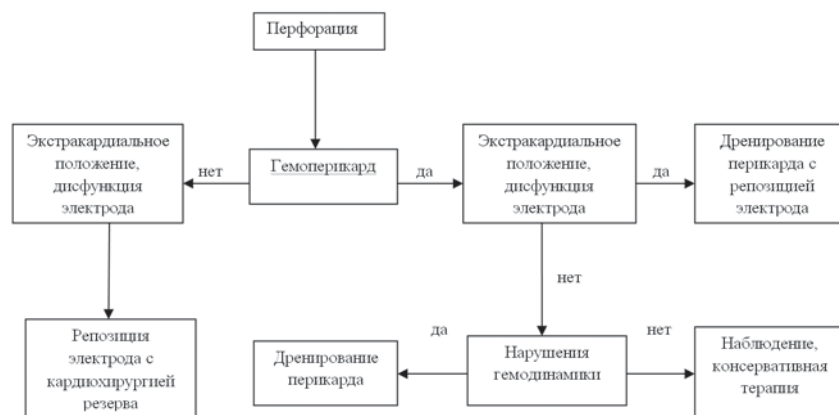 Перфорация
Экстракардиальное
положение,
дисфункция
электрода
нет
Гемоперикард
да
Экстракардиальное
положение,
дисфункция
электрода
да
Дренирование
перикарда с
репозицией
электрода
нет
Репозиция
электрода с
кардиохирургией
резерва
Дренирование
перикарда
да
Нарушения
гемодинамики
нет
Наблюдение,
консервативная
терапия